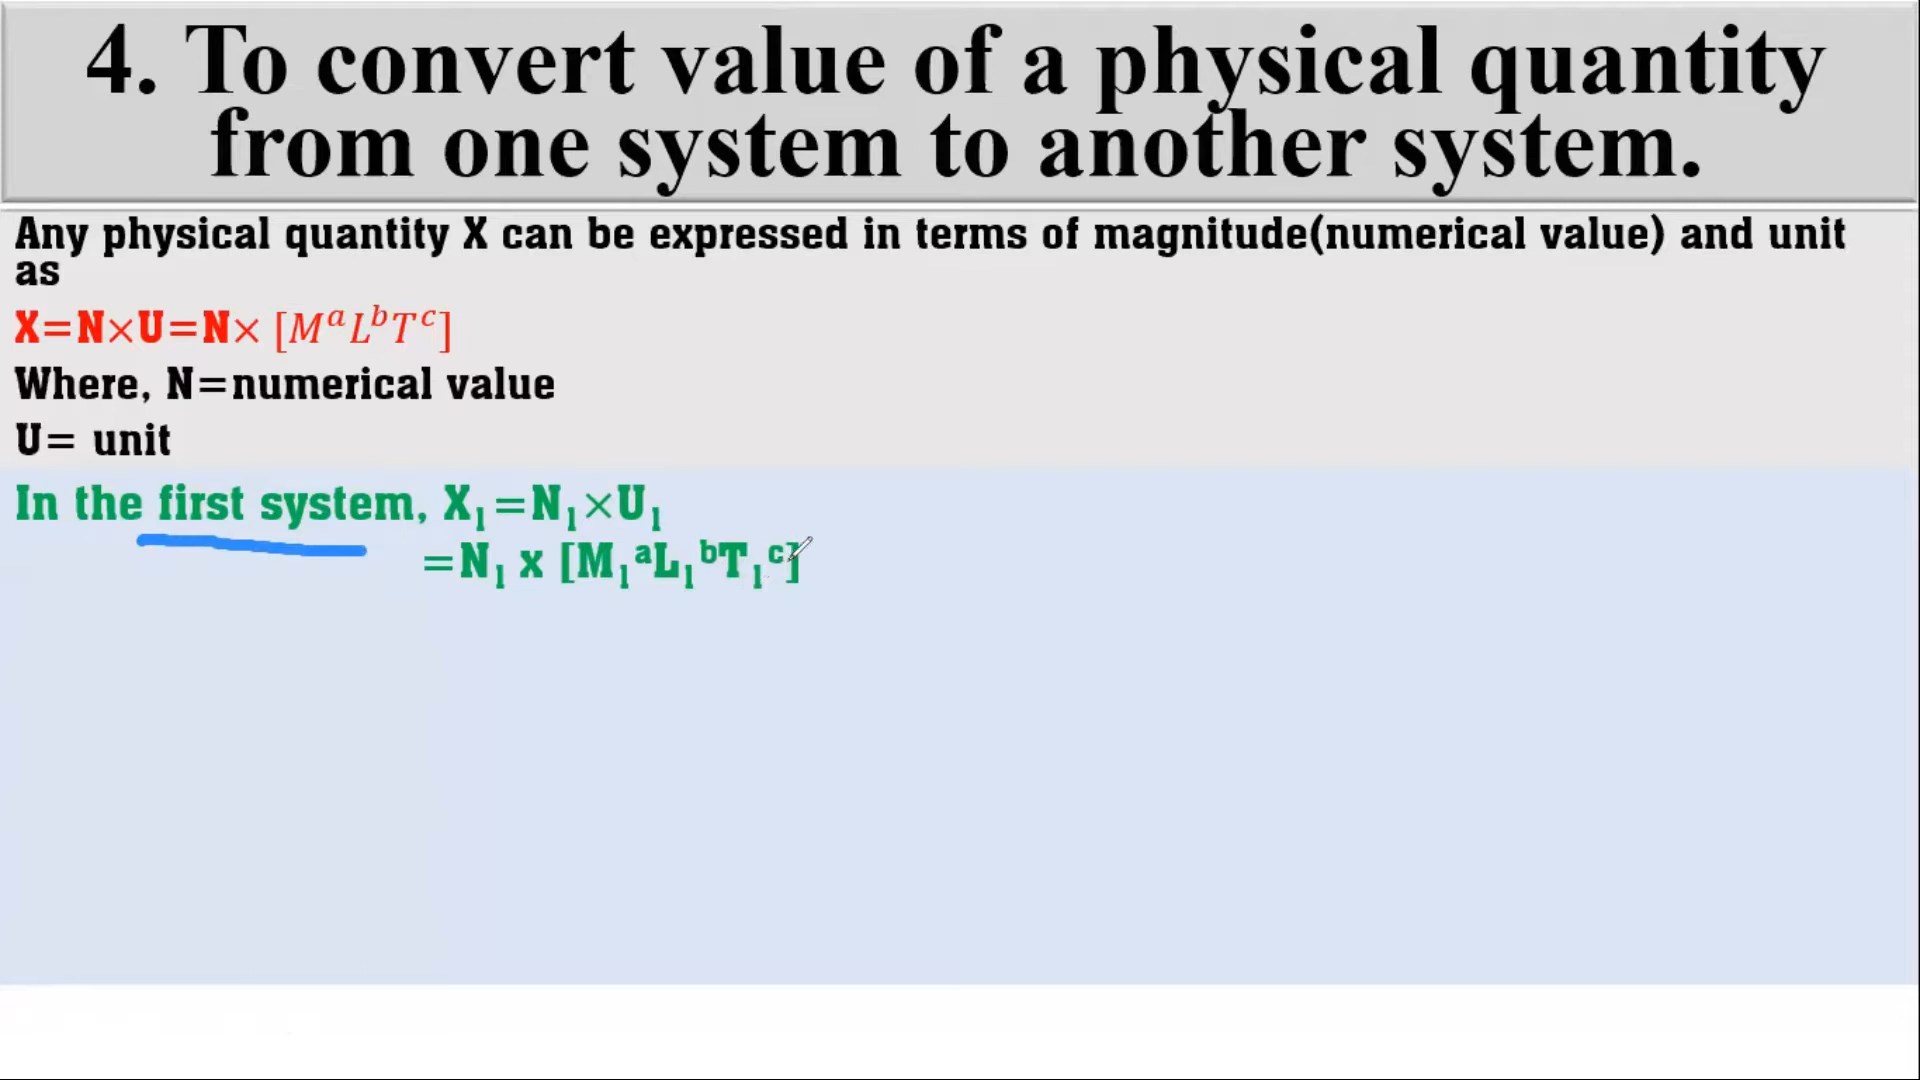 4. To convert value of a physical quantity
from one system to another system.
Any physical quantity X can be expressed in terms of magnitude(numerical value) and unit
as
X=N×U=N× [MᵃLᵇTᶜ]
Where, N=numerical value
U= unit
In the first system, X₁=N₁×U₁
=N₁ x [M₁ᵃL₁ᵇT₁ᶜ]